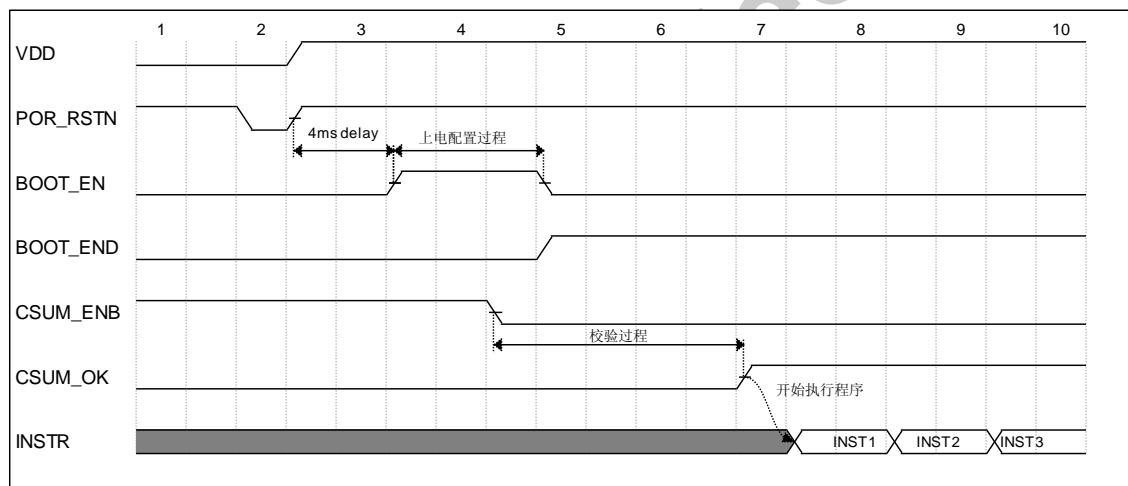 1 2 3 4 5 6 7 8 9 10
VDD
POR_RSTN
4ms delay
上电配置过程
BOOT_EN
BOOT_END
CSUM_ENB
校验过程
CSUM_OK
开始执行程序
INSTR
INST1 INST2 INST3